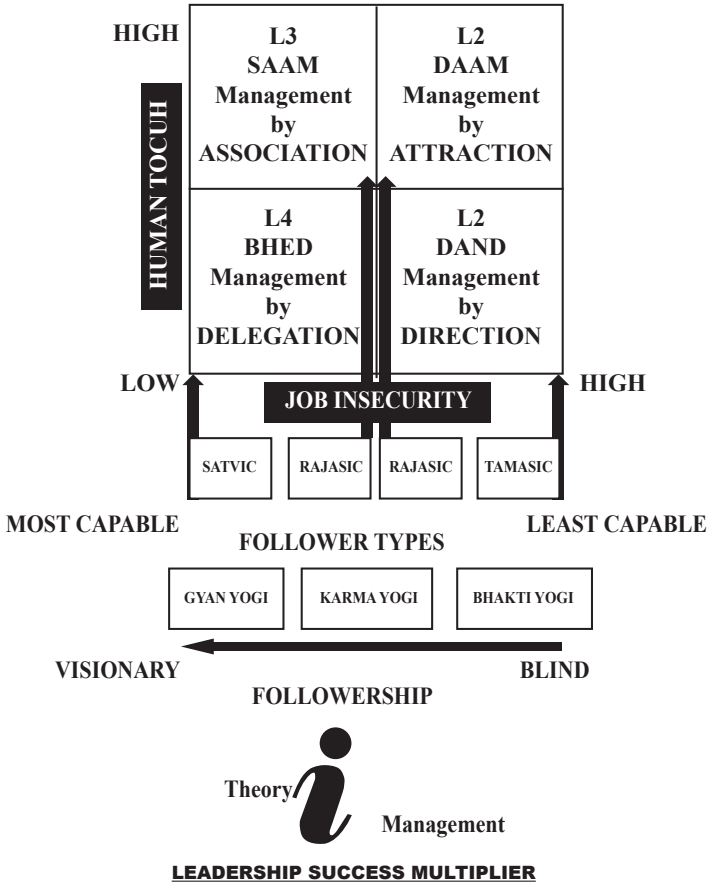 HIGH
L3
SAAM
Management
by
ASSOCIATION
L2
DAAM
Management
by
ATTRACTION
HUMAN TOCUH
L4
BHED
Management
by
DELEGATION
L2
DAND
Management
by
DIRECTION
LOW
HIGH
JOB INSECURITY
SATVIC
RAJASIC
RAJASIC
TAMASIC
MOST CAPABLE
LEAST CAPABLE
FOLLOWER TYPES
GYAN YOGI
KARMA YOGI
BHAKTI YOGI
VISIONARY
BLIND
FOLLOWERSHIP
Theory
i
Management
LEADERSHIP SUCCESS MULTIPLIER